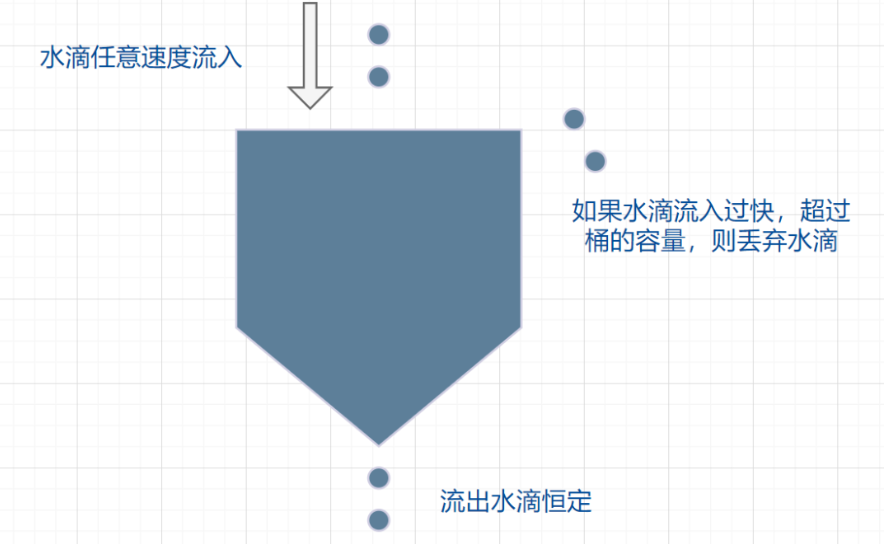 水滴任意速度流入
如果水滴流入过快，超过
桶的容量，则丢弃水滴
流出水滴恒定